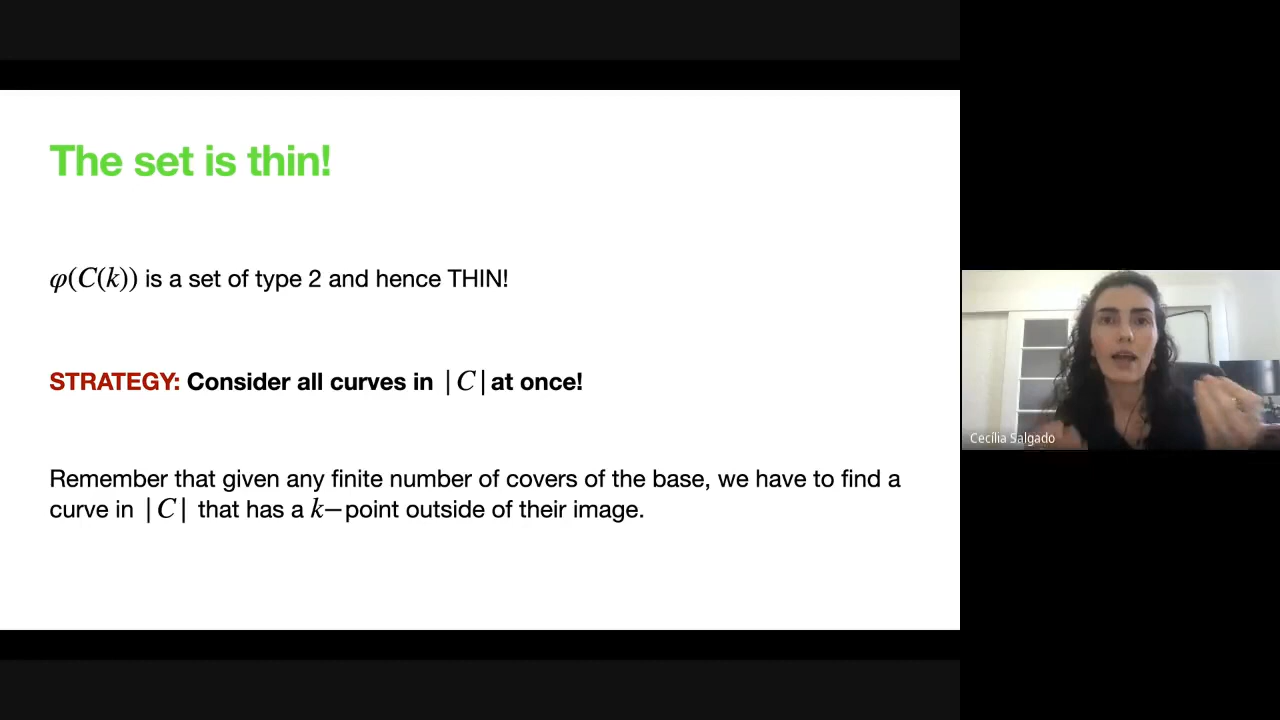 The set is thin!
φ(C(k)) is a set of type 2 and hence THIN!
STRATEGY: Consider all curves in |C| at once!
Remember that given any finite number of covers of the base, we have to find a
curve in |C| that has a k−point outside of their image.
Cecília Salgado